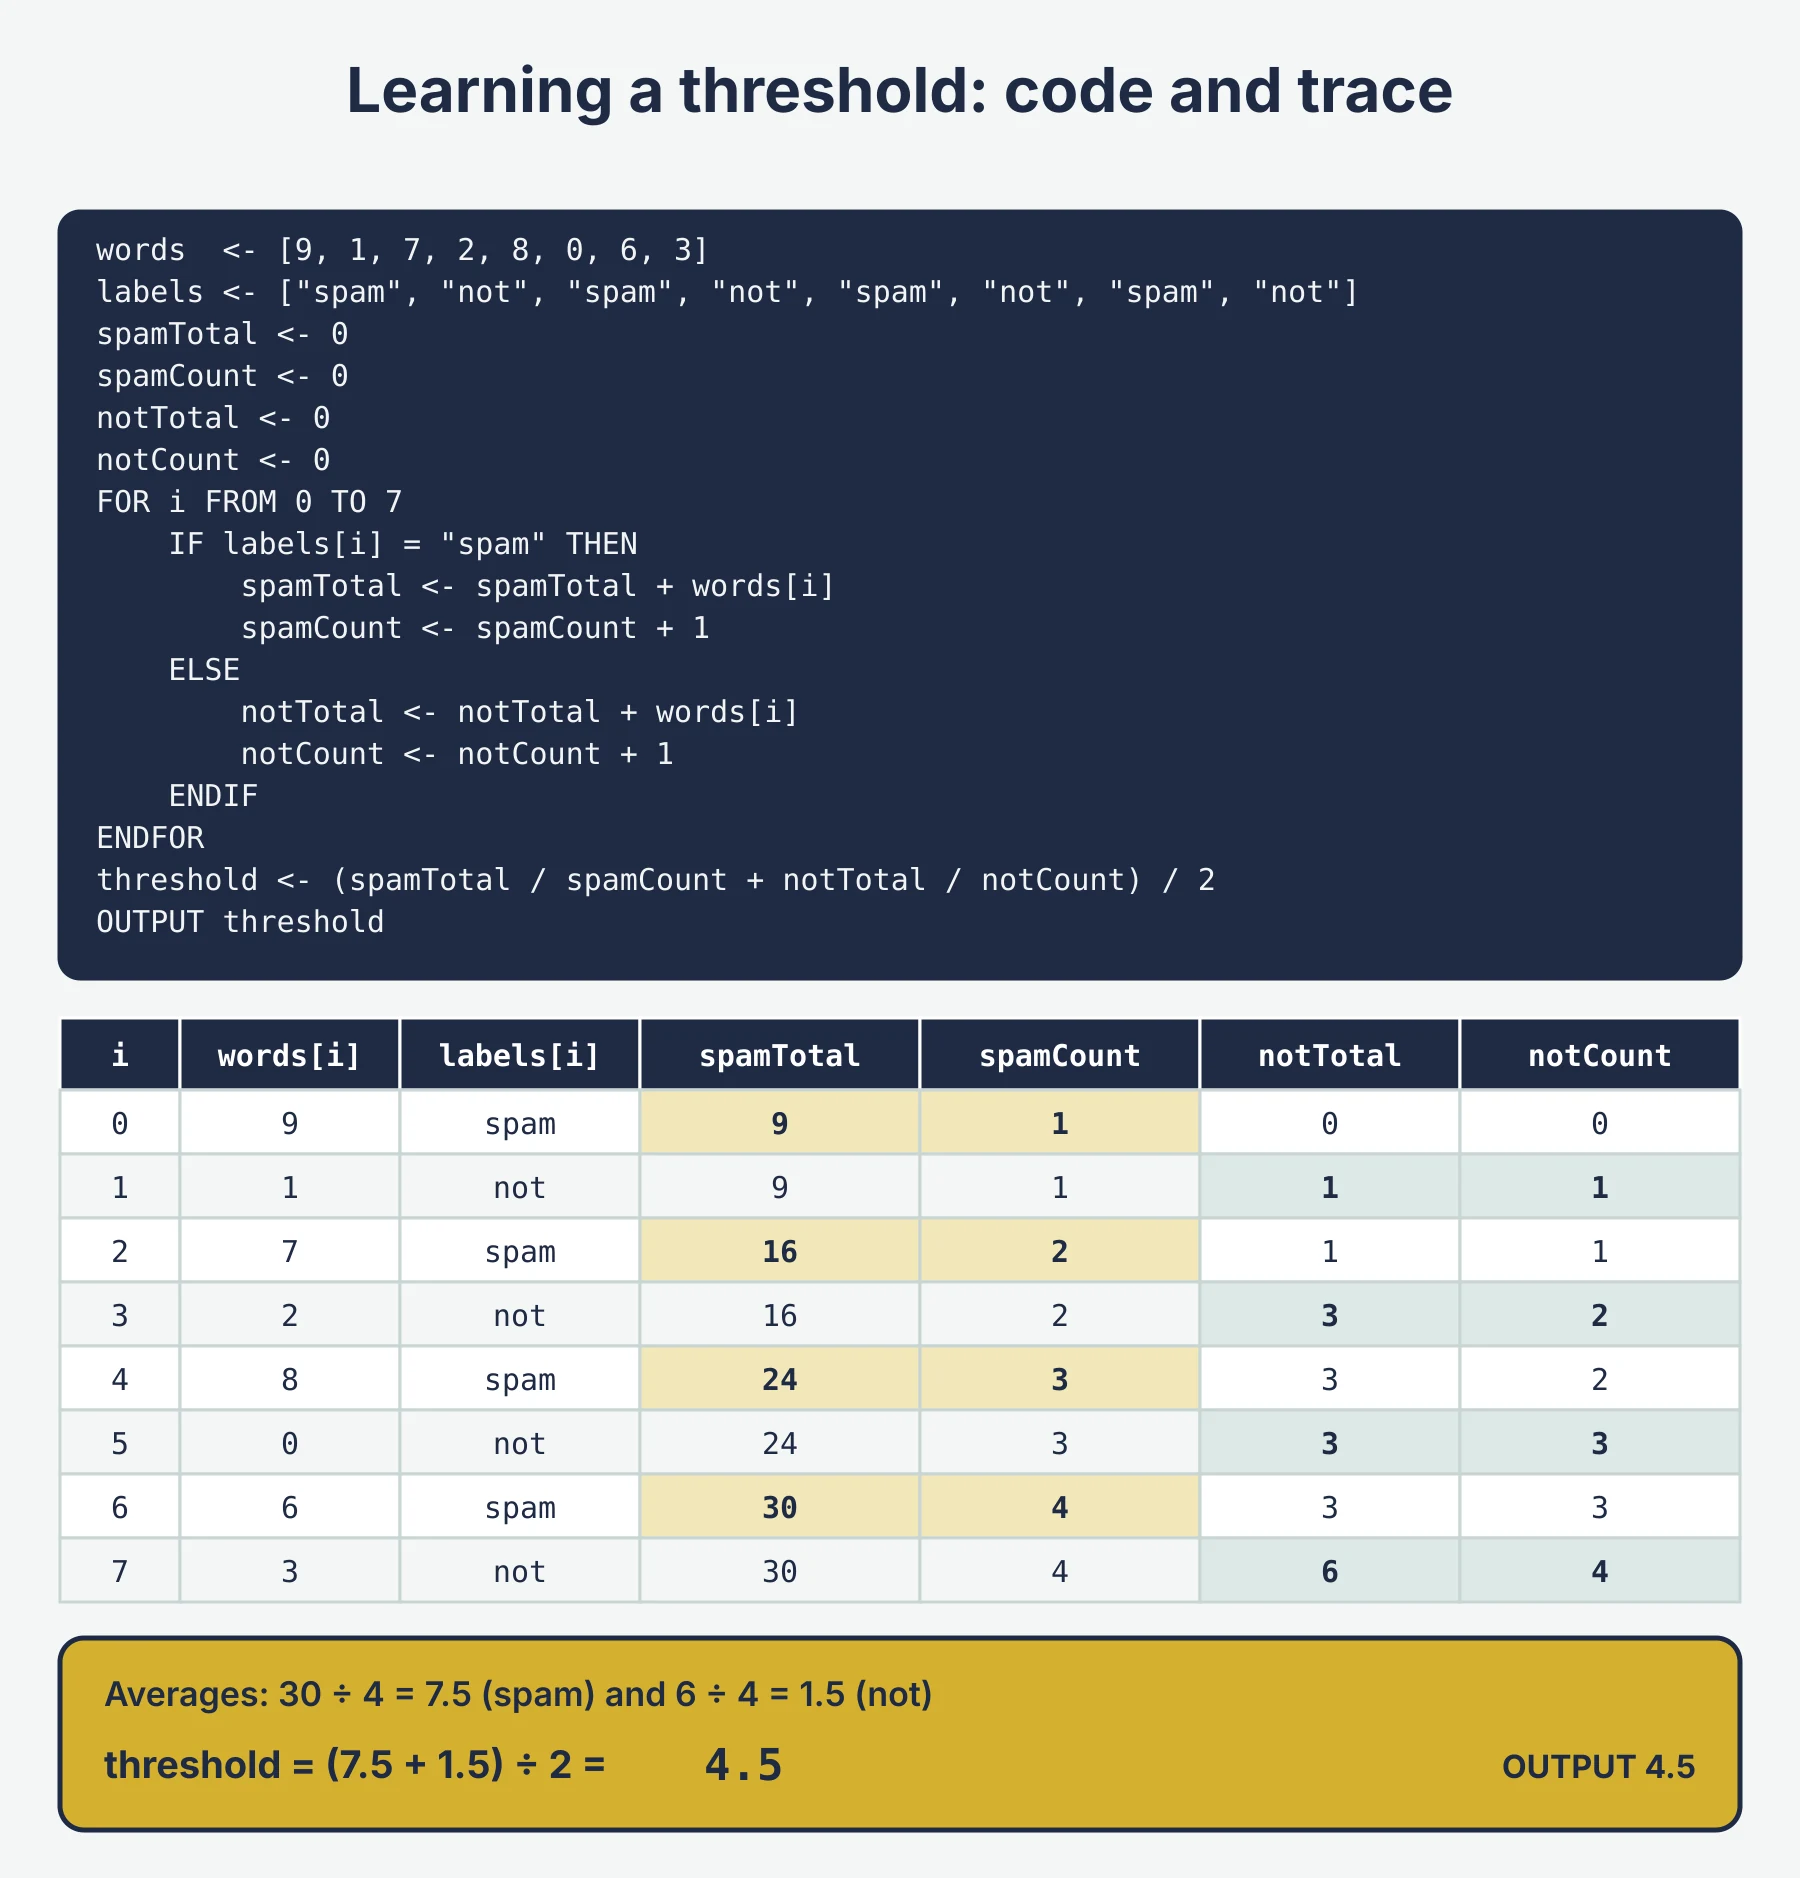 Learning a threshold: code and trace
words  <- [9, 1, 7, 2, 8, 0, 6, 3]
labels <- ["spam", "not", "spam", "not", "spam", "not", "spam", "not"]
spamTotal <- 0
spamCount <- 0
notTotal <- 0
notCount <- 0
FOR i FROM 0 TO 7
    IF labels[i] = "spam" THEN
        spamTotal <- spamTotal + words[i]
        spamCount <- spamCount + 1
    ELSE
        notTotal <- notTotal + words[i]
        notCount <- notCount + 1
    ENDIF
ENDFOR
threshold <- (spamTotal / spamCount + notTotal / notCount) / 2
OUTPUT threshold
i words[i] labels[i] spamTotal spamCount notTotal notCount
0 9 spam 9 1 0 0
1 1 not 9 1 1 1
2 7 spam 16 2 1 1
3 2 not 16 2 3 2
4 8 spam 24 3 3 2
5 0 not 24 3 3 3
6 6 spam 30 4 3 3
7 3 not 30 4 6 4
Averages: 30 ÷ 4 = 7.5 (spam) and 6 ÷ 4 = 1.5 (not)
threshold = (7.5 + 1.5) ÷ 2 = 4.5 OUTPUT 4.5